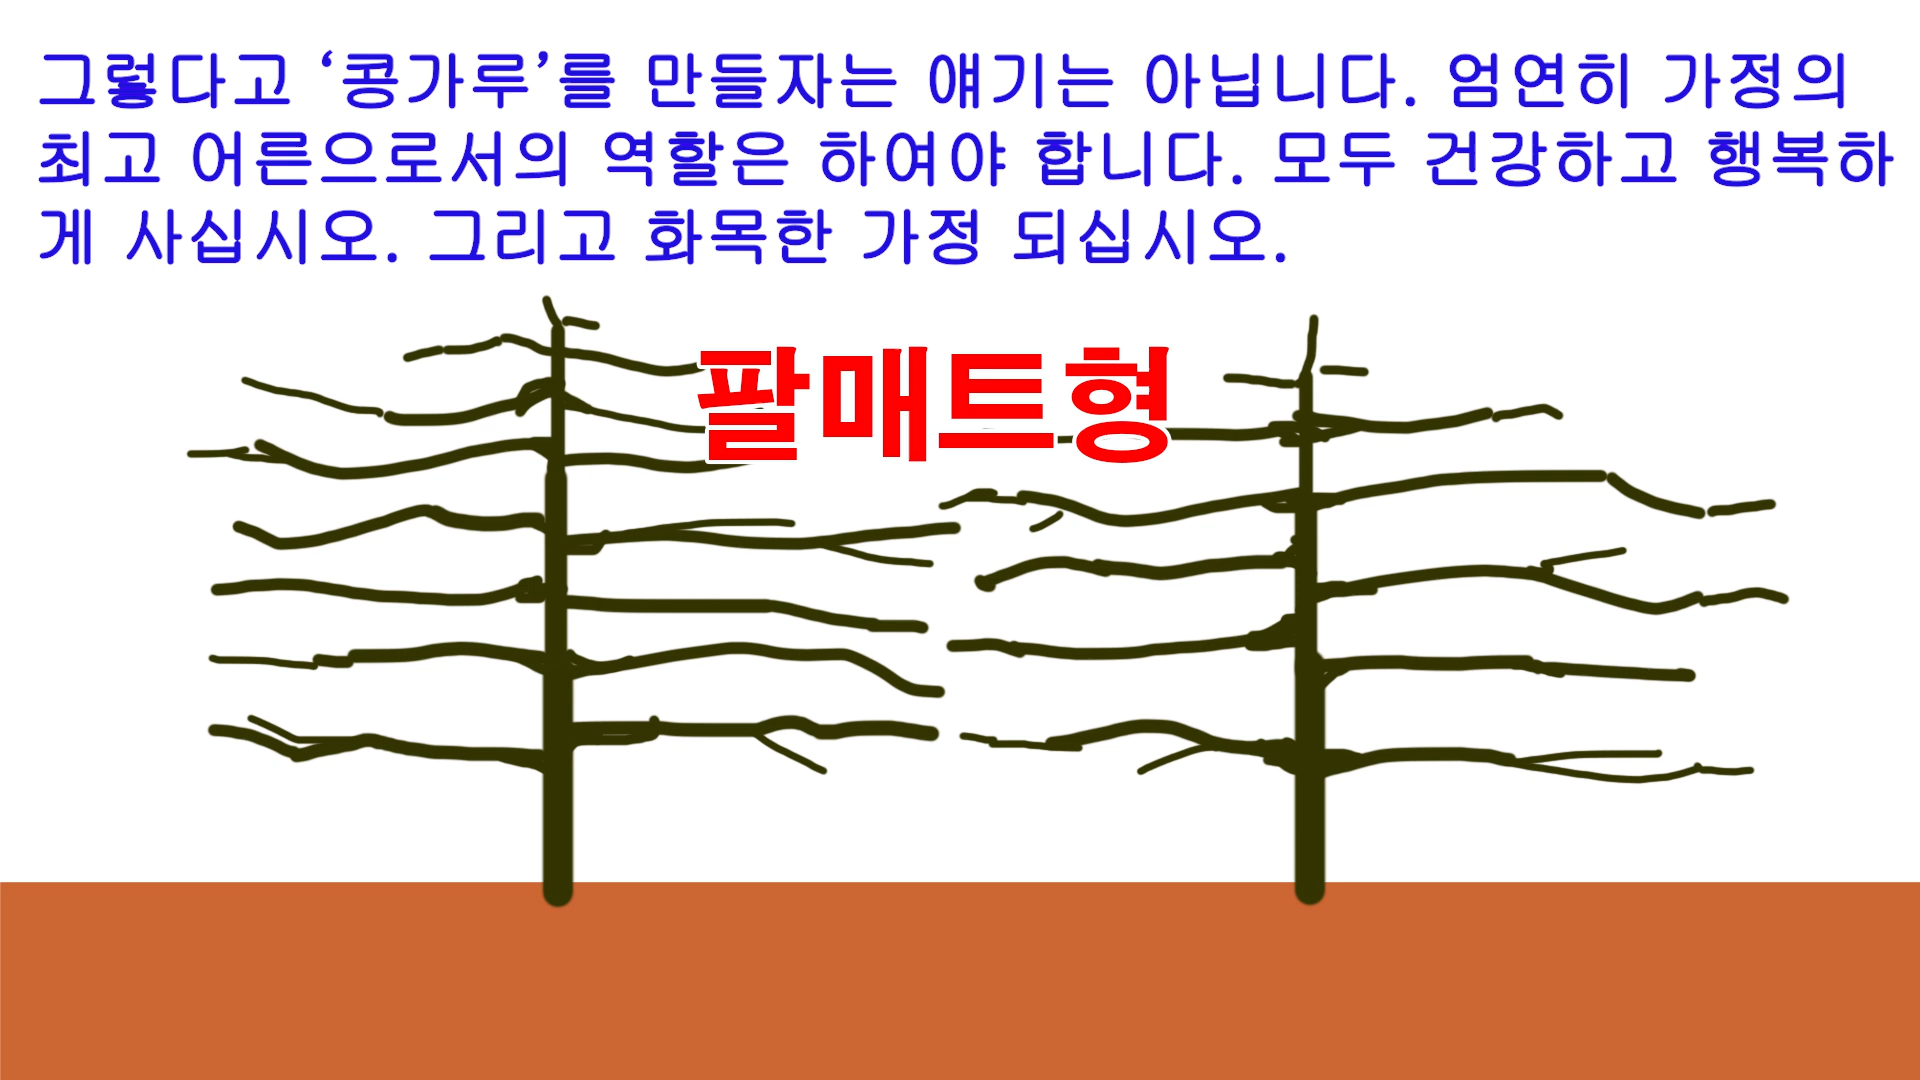 그렇다고 ‘콩가루’를 만들자는 얘기는 아닙니다. 엄연히 가정의
최고 어른으로서의 역할은 하여야 합니다. 모두 건강하고 행복하
게 사십시오. 그리고 화목한 가정 되십시오.
팔매트형